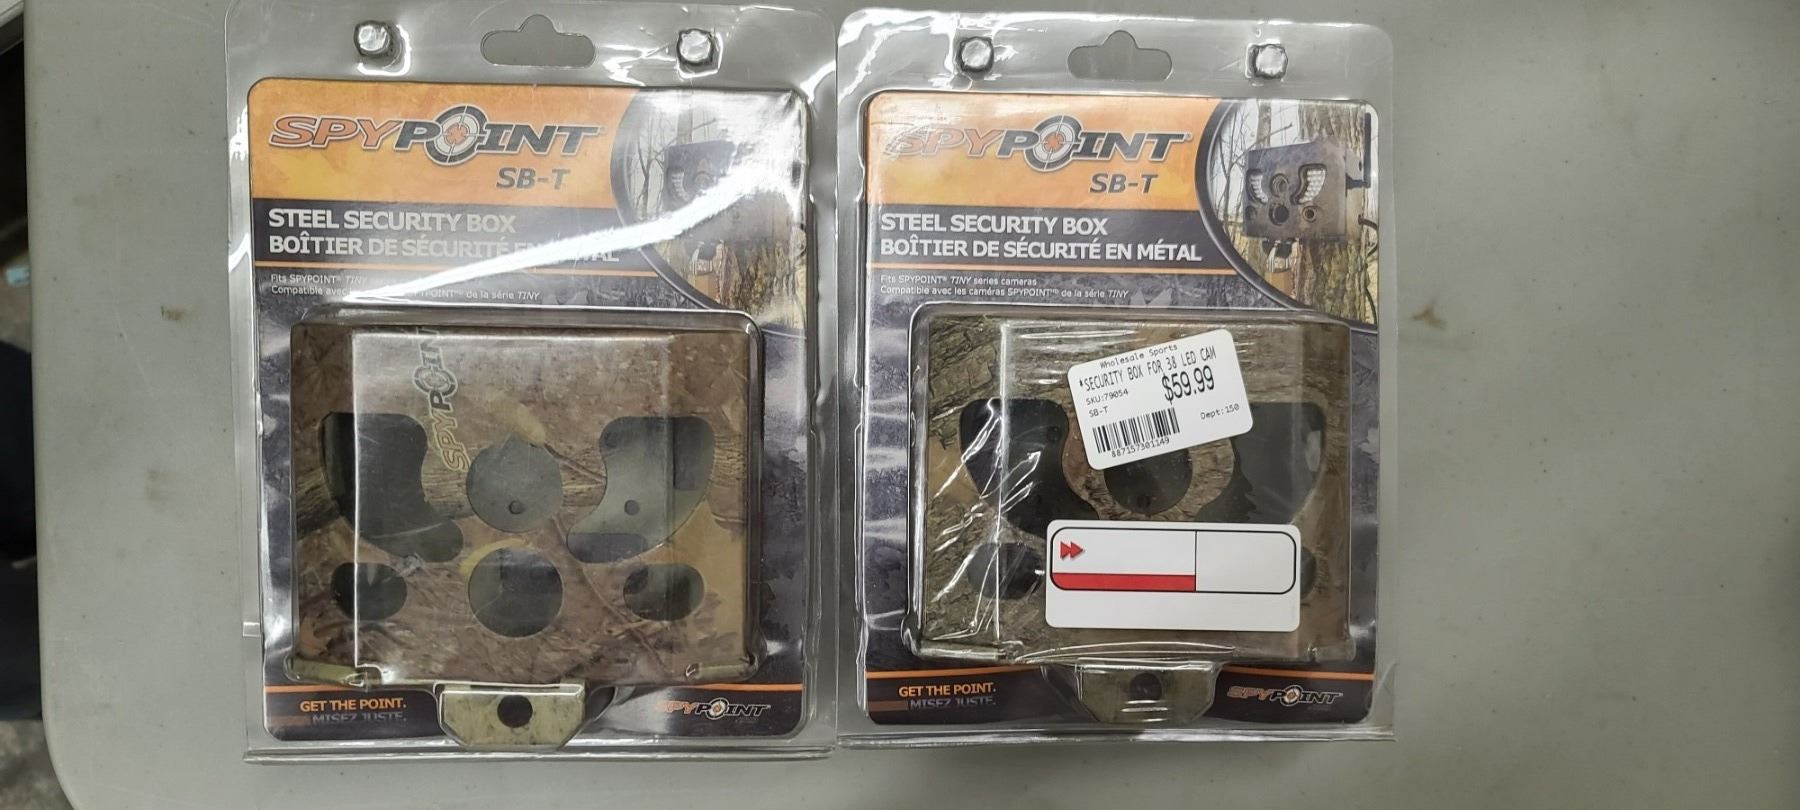 SPYPOINT
SB-T
STEEL SECURITY BOX
BOÎTIER DE SÉCURITÉ EN MÉTAL
Fits SPYPOINT® TINY
Compatible avec SPYPOINT de la série TINY
SPYPOINT
GET THE POINT.
MISEZ JUSTE.
SPYPOINT
SPYPOINT
SB-T
STEEL SECURITY BOX
BOÎTIER DE SÉCURITÉ EN MÉTAL
Fits SPYPOINT® TINY series cameras
Compatible avec les caméras SPYPOINT de la série TINY
Wholesale Sports
*SECURITY BOX FOR 38 LED CAM
SKU:79054 $59.99
SB-T
Dept:150
887157301149
GET THE POINT.
MISEZ JUSTE.
SPYPOINT